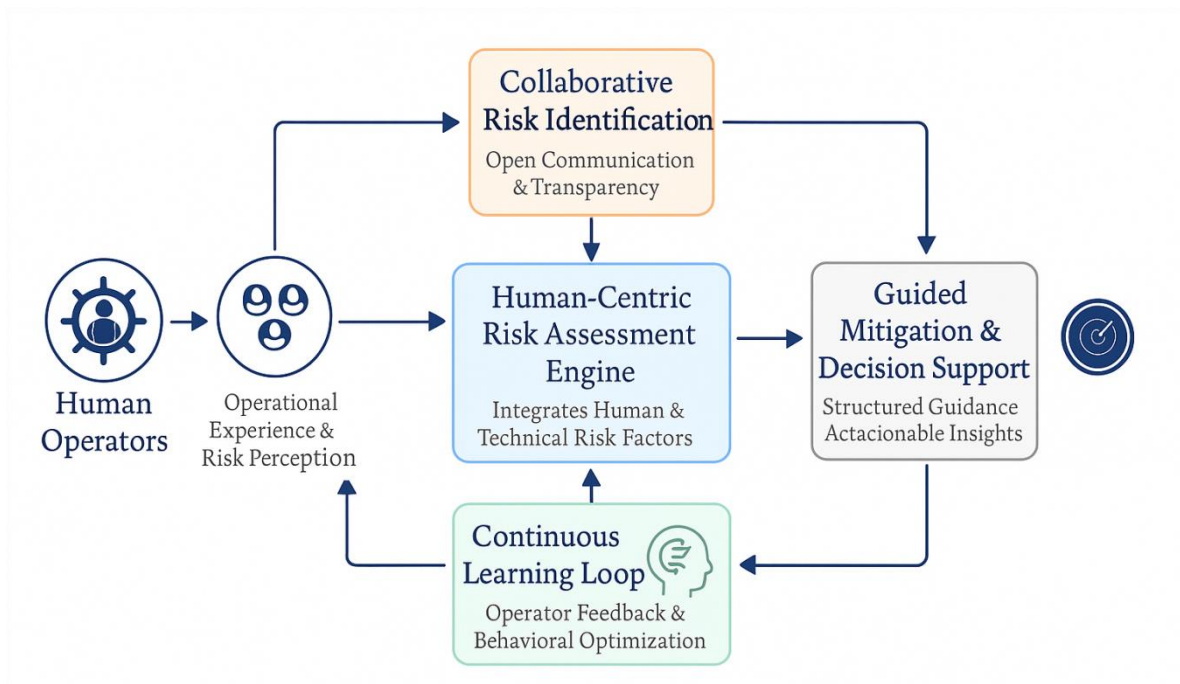 Collaborative
Risk Identification
Open Communication
& Transparency
Human
Operators
Operational
Experience &
Risk Perception
Human-Centric
Risk Assessment
Engine
Integrates Human &
Technical Risk Factors
Guided
Mitigation &
Decision Support
Structured Guidance
Actacionable Insights
Continuous
Learning Loop
Operator Feedback &
Behavioral Optimization